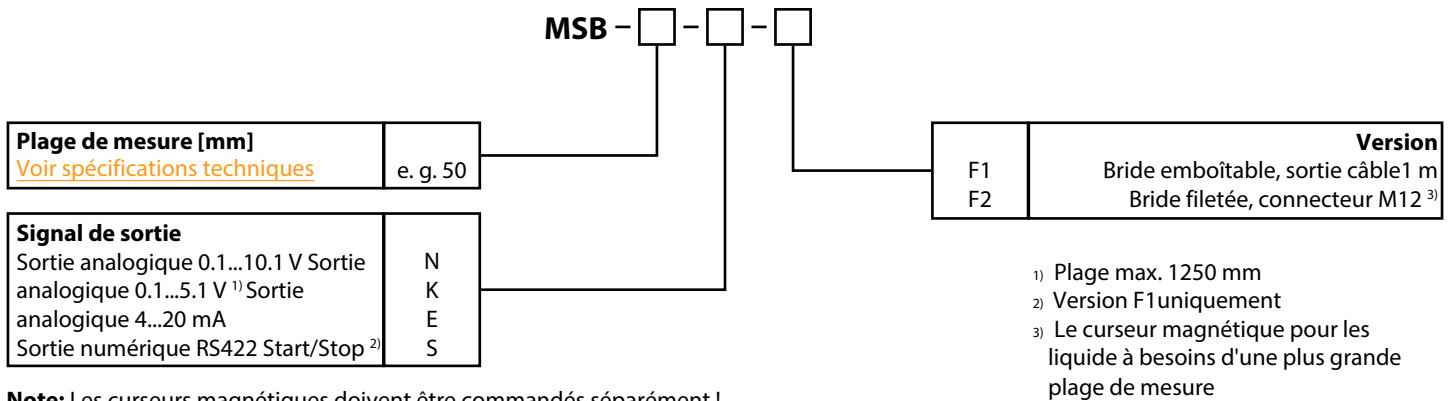 MSB – –  –
Plage de mesure [mm]
Voir spécifications techniques
e. g. 50
Signal de sortie
Sortie analogique 0.1...10.1 V Sortie N
analogique 0.1...5.1 V 1) Sortie K
analogique 4...20 mA E
Sortie numérique RS422 Start/Stop 2) S
Version
F1 Bride emboîtable, sortie câble1 m
F2 Bride filetée, connecteur M12 3)
1) Plage max. 1250 mm
2) Version F1uniquement
3) Le curseur magnétique pour les
liquide à besoins d'une plus grande
plage de mesure
Note: Les curseurs magnétiques doivent être commandés séparément !